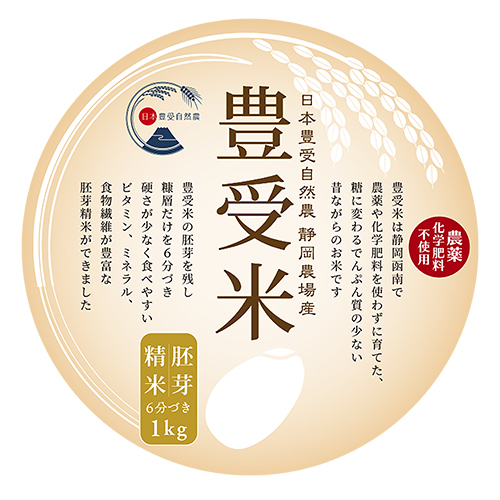 農薬
化学肥料
不使用
豊受米は静岡函南で
農薬や化学肥料を使わずに育てた、
糖に変わるでんぷん質の少ない
昔ながらのお米です
日本豊受自然農 静岡農場産
豊受米
日本豊受自然農
豊受米の胚芽を残し
糠層だけを6分づき
硬さが少なく食べやすい
ビタミン、ミネラル、
食物繊維が豊富な
胚芽精米ができました
胚芽
精米
6分づき
1kg